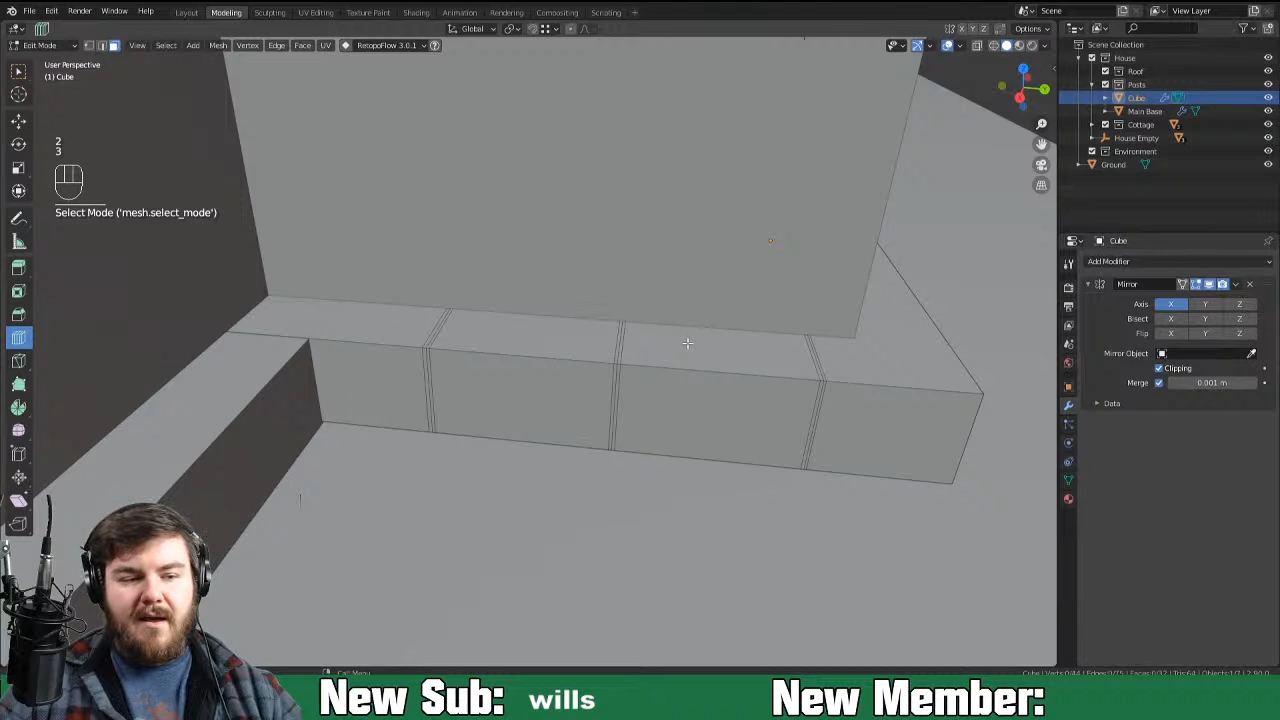 File Edit Render Window Help Layout Modeling Sculpting UV Editing Texture Paint Shading Animation Rendering Compositing Scripting + Scene View Layer
Global Options
Edit Mode View Select Add Mesh Vertex Edge Face UV RetopoFlow 3.0.1 X Y Z
User Perspective
(1) Cube
2
3
Select Mode ('mesh.select_mode')
Scene Collection
House
Roof
Posts
Cube
Main Base
Cottage
House Empty
Environment
Ground
Cube
Add Modifier
Mirror
Axis X Y Z
Bisect X Y Z
Flip X Y Z
Mirror Object
Clipping
Merge 0.001 m
Data
Call Menu
New Sub: wills New Member: